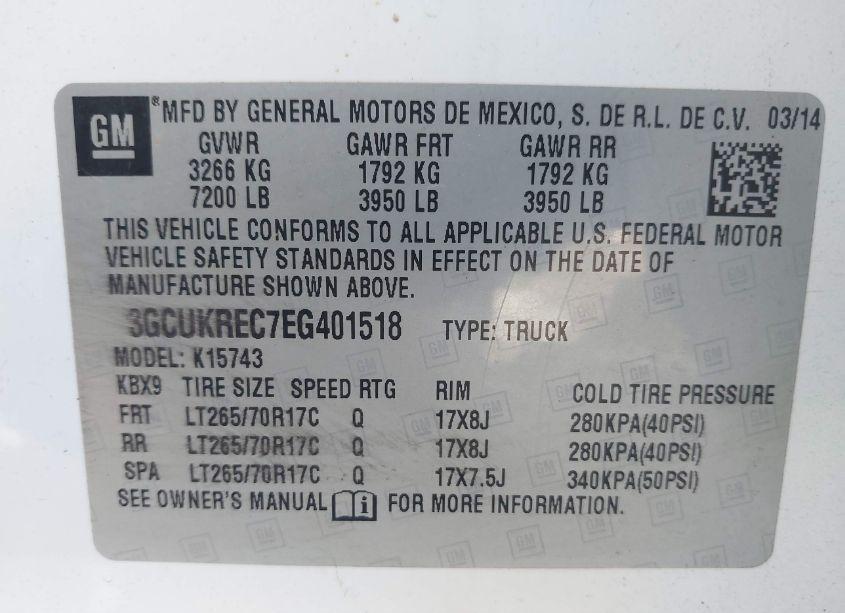 GM
®MFD BY GENERAL MOTORS DE MEXICO, S. DE R.L. DE C.V. 03/14
GVWR GAWR FRT GAWR RR
3266 KG 1792 KG 1792 KG
7200 LB 3950 LB 3950 LB
THIS VEHICLE CONFORMS TO ALL APPLICABLE U.S. FEDERAL MOTOR
VEHICLE SAFETY STANDARDS IN EFFECT ON THE DATE OF
MANUFACTURE SHOWN ABOVE.
3GCUKREC7EG401518 TYPE: TRUCK
MODEL: K15743
KBX9 TIRE SIZE SPEED RTG RIM COLD TIRE PRESSURE
FRT LT265/70R17C Q 17X8J 280KPA(40PSI)
RR LT265/70R17C Q 17X8J 280KPA(40PSI)
SPA LT265/70R17C Q 17X7.5J 340KPA(50PSI)
SEE OWNER'S MANUAL i FOR MORE INFORMATION.